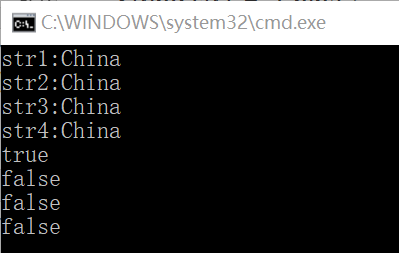 C:\WINDOWS\system32\cmd.exe
str1:China
str2:China
str3:China
str4:China
true
false
false
false